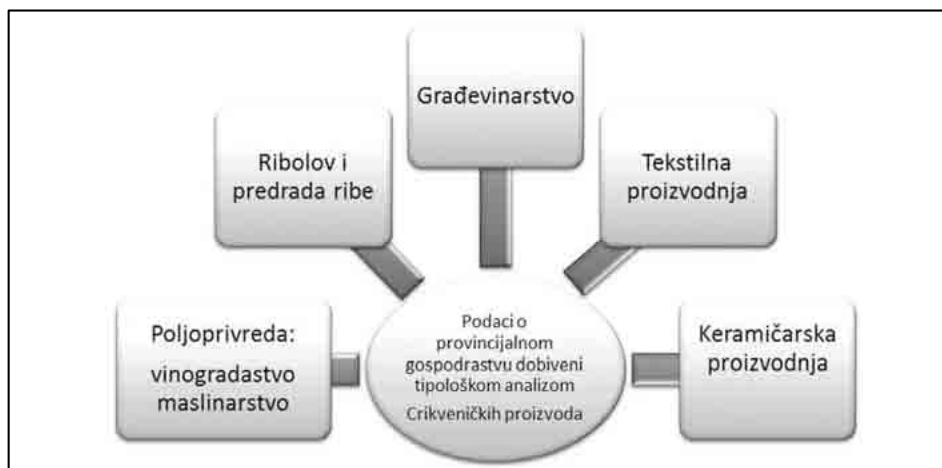 Građevinarstvo
Ribolov i
predrada ribe
Tekstilna
proizvodnja
Poljoprivreda:
vinogradastvo
maslinarstvo
Podaci o
provincijalnom
gospodrastvu dobiveni
tipološkom analizom
Crikveničkih proizvoda
Keramičarska
proizvodnja